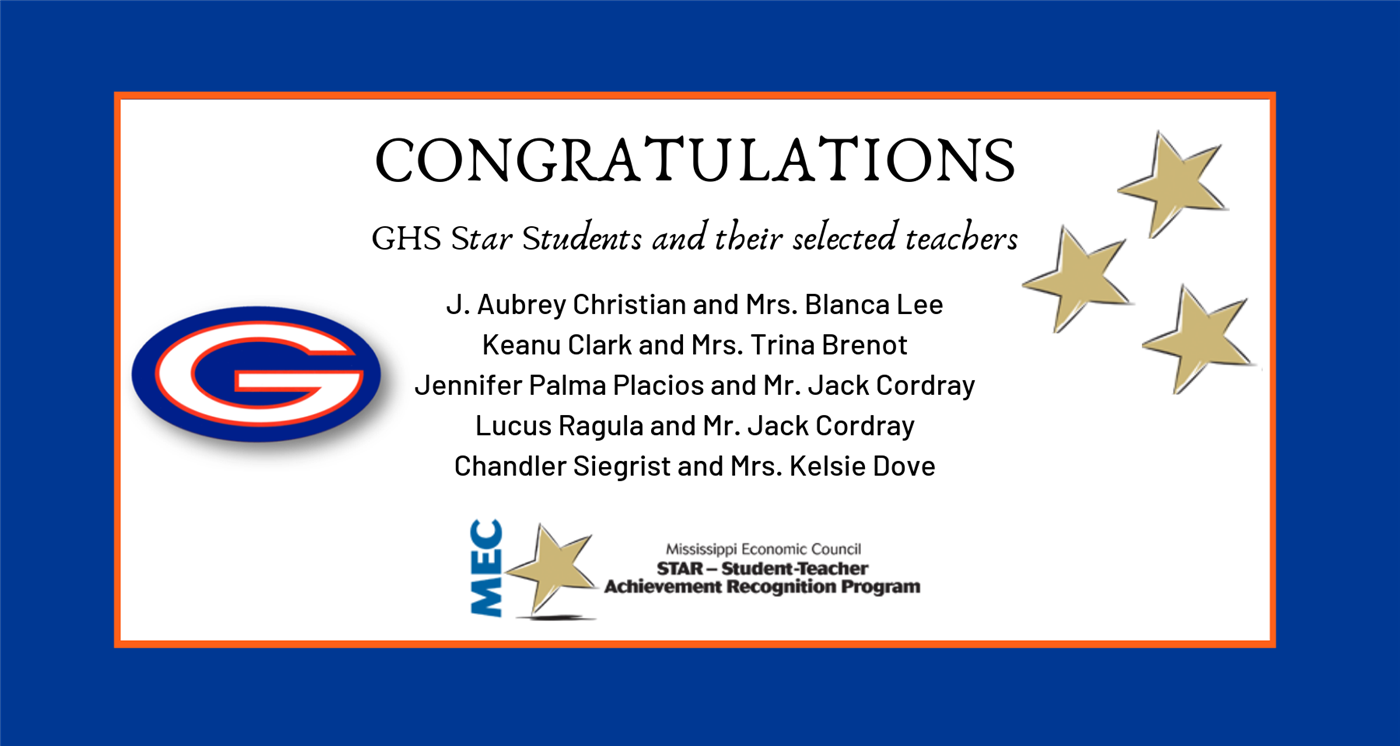 CONGRATULATIONS
GHS Star Students and their selected teachers
J. Aubrey Christian and Mrs. Blanca Lee
Keanu Clark and Mrs. Trina Brenot
Jennifer Palma Placios and Mr. Jack Cordray
Lucus Ragula and Mr. Jack Cordray
Chandler Siegrist and Mrs. Kelsie Dove
G
MEC
Mississippi Economic Council
STAR – Student-Teacher
Achievement Recognition Program